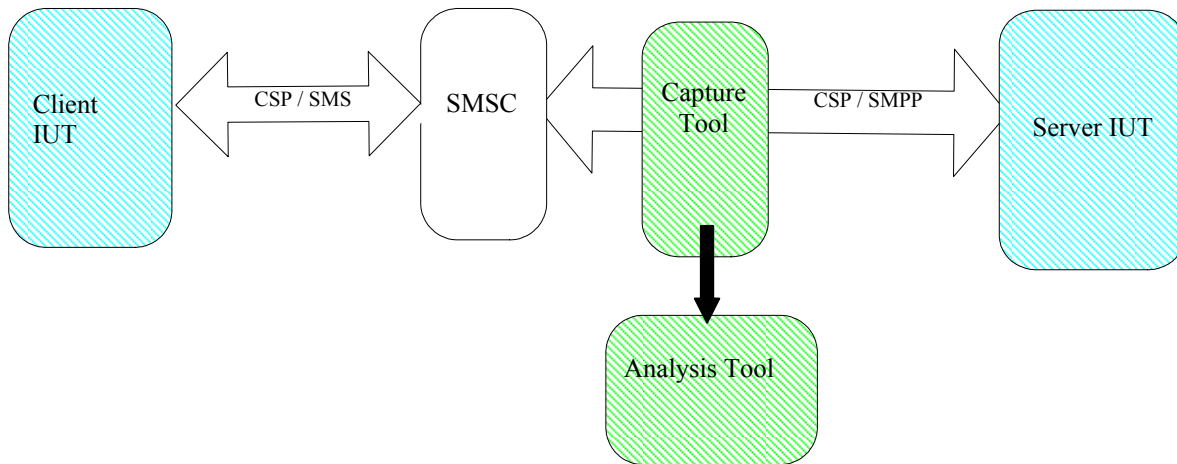 Client
IUT
CSP / SMS
SMSC
Capture
Tool
CSP / SMPP
Server IUT
Analysis Tool